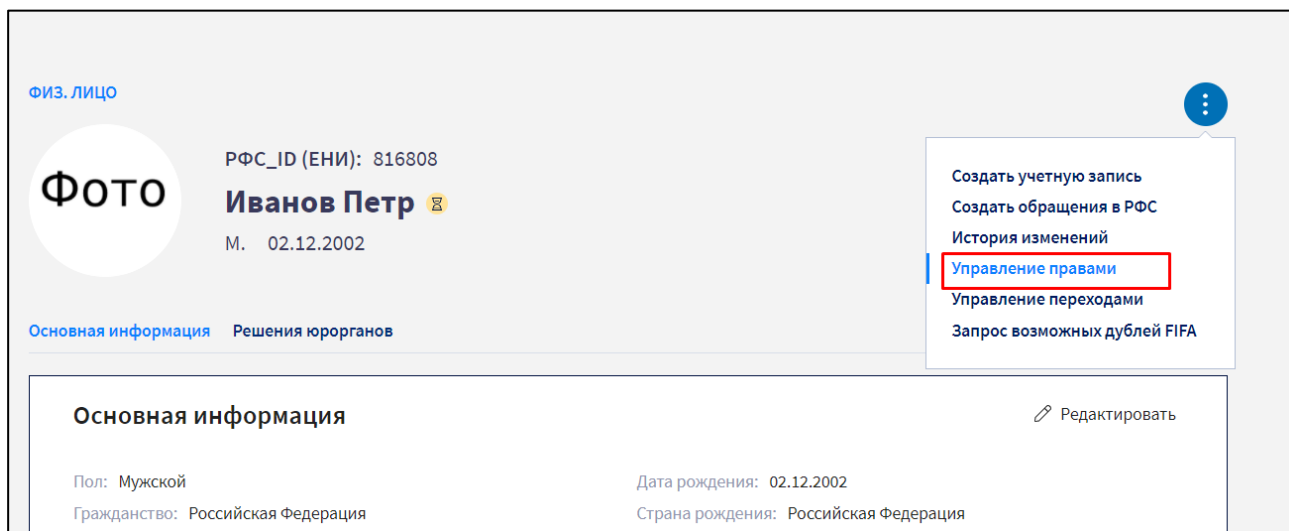 ФИЗ. ЛИЦО
Фото
РФС_ID (ЕНИ): 816808
Иванов Петр
М. 02.12.2002
Создать учетную запись
Создать обращения в РФС
История изменений
Управление правами
Управление переходами
Запрос возможных дублей FIFA
Основная информация Решения юрорганов
Основная информация
Редактировать
Пол: Мужской
Дата рождения: 02.12.2002
Гражданство: Российская Федерация
Страна рождения: Российская Федерация